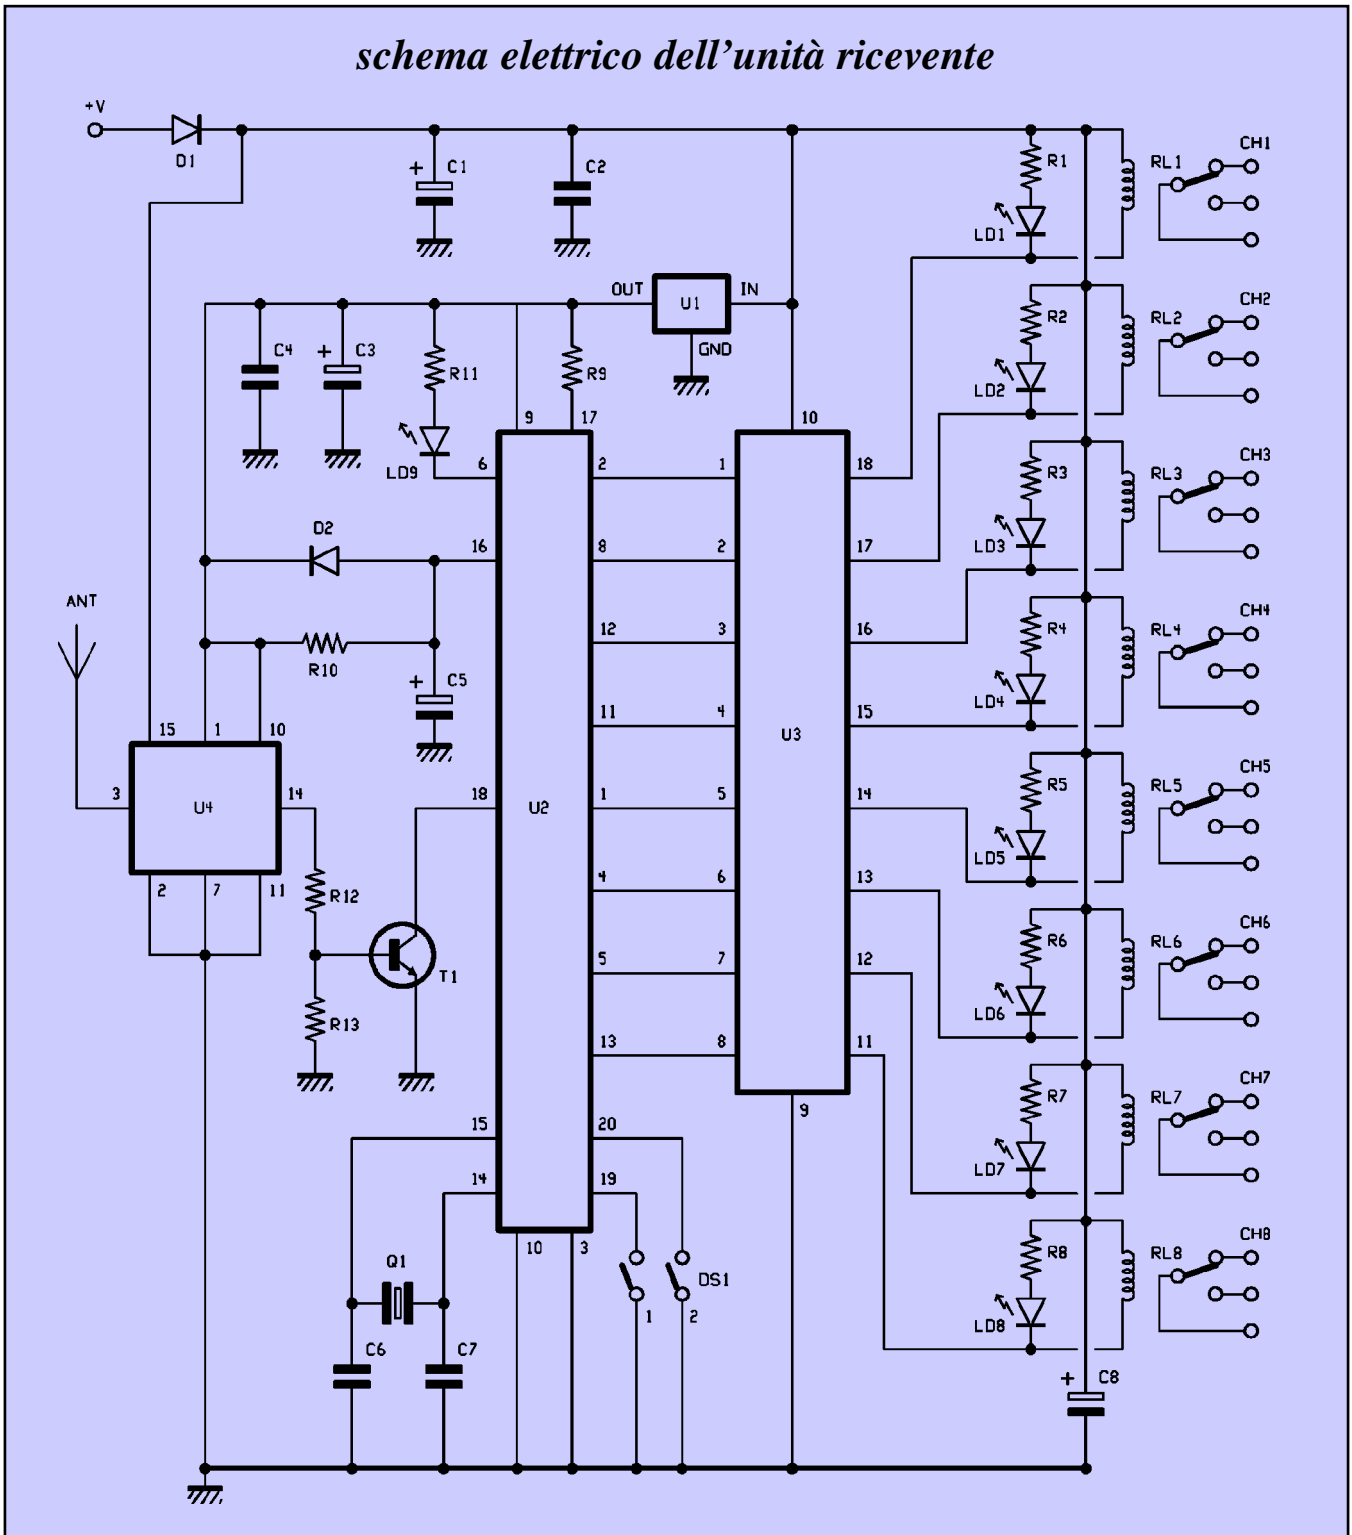 schema elettrico dell'unità ricevente
+V
D1
+ C1
C2
R1
LD1
RL1
CH1
OUT
U1
IN
GND
C4
+ C3
R11
R9
LD9
9
17
10
R2
LD2
RL2
CH2
6
2
1
18
R3
LD3
RL3
CH3
D2
16
8
2
17
ANT
R10
+ C5
12
3
16
R4
LD4
RL4
CH4
15
1
10
11
4
15
U3
3
U4
14
18
U2
1
5
14
R5
LD5
RL5
CH5
2
7
11
R12
4
6
13
R6
LD6
RL6
CH6
T1
5
7
12
R13
13
8
11
R7
LD7
RL7
CH7
9
15
20
14
19
10
3
Q1
DS1
1
2
R8
LD8
RL8
CH8
C6
C7
+ C8